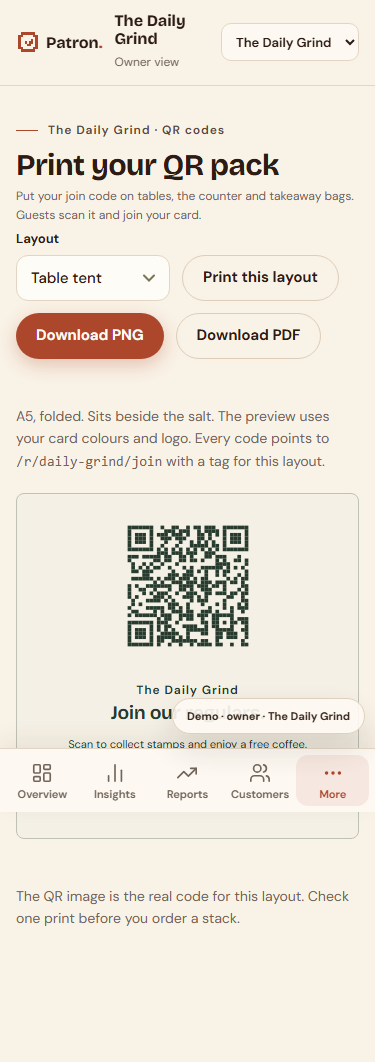 Patron.
The Daily
Grind
Owner view
The Daily Grind
The Daily Grind · QR codes
Print your QR pack
Put your join code on tables, the counter and takeaway bags.
Guests scan it and join your card.
Layout
Table tent
Print this layout
Download PNG
Download PDF
A5, folded. Sits beside the salt. The preview uses
your card colours and logo. Every code points to
/r/daily-grind/join with a tag for this layout.
The Daily Grind
Join our regulars
Demo · owner · The Daily Grind
Scan to collect stamps and enjoy a free coffee.
Overview
Insights
Reports
Customers
More
The QR image is the real code for this layout. Check
one print before you order a stack.